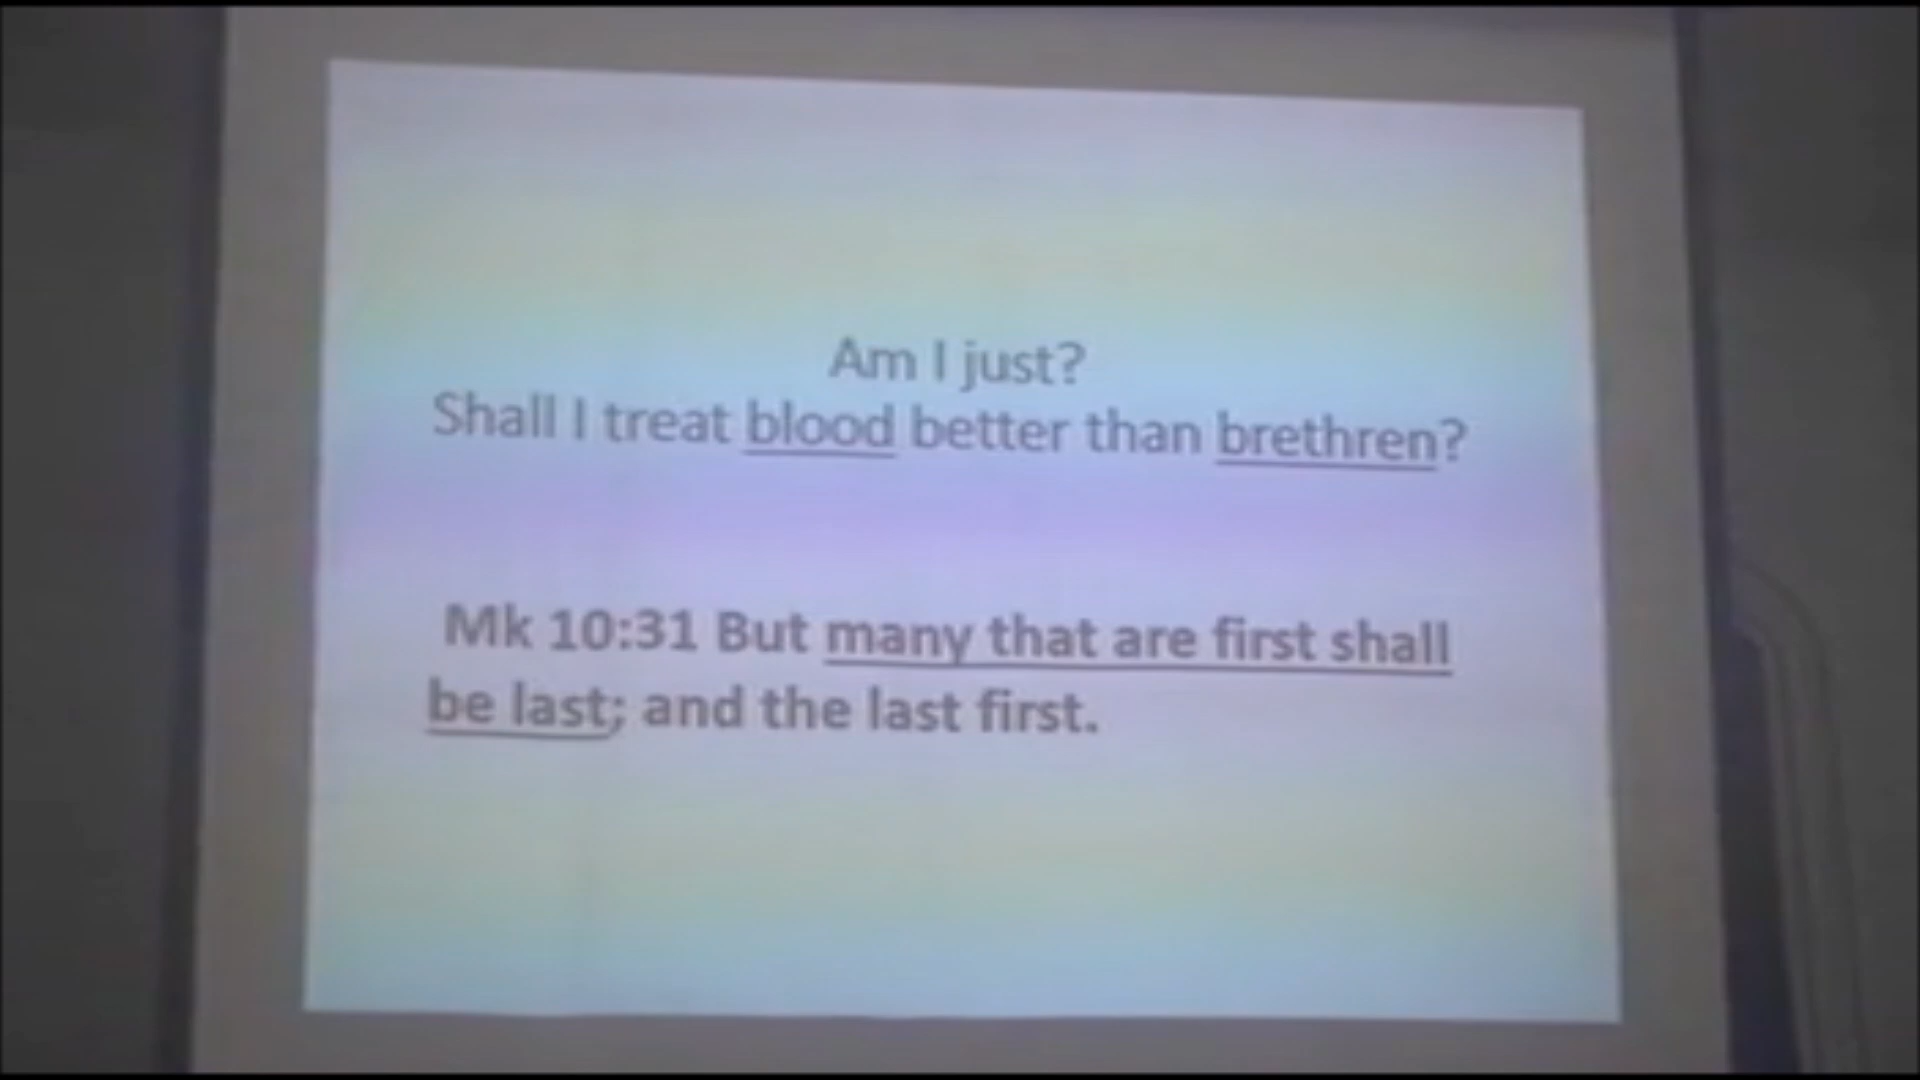 Am I just?
Shall I treat blood better than brethren?
Mk 10:31 But many that are first shall
be last; and the last first.